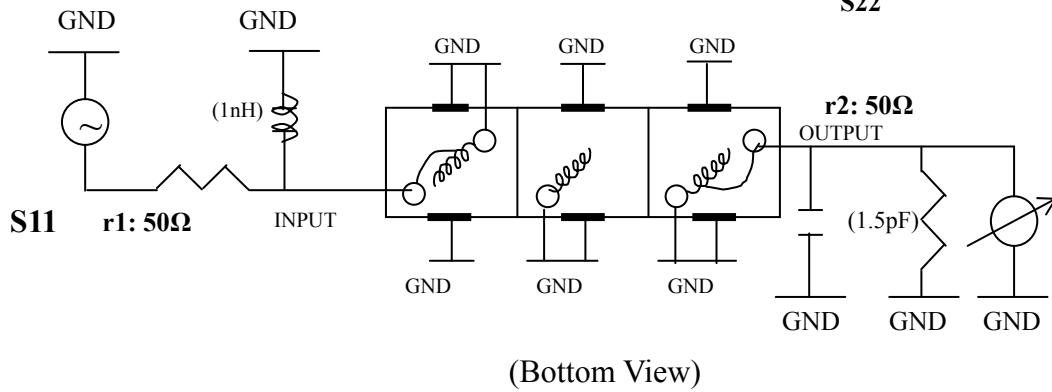 S22
GND
GND
GND
GND
GND
(1nH)
r2: 50Ω
OUTPUT
~
S11
r1: 50Ω
INPUT
(1.5pF)
GND
GND
GND
GND
GND
GND
(Bottom View)